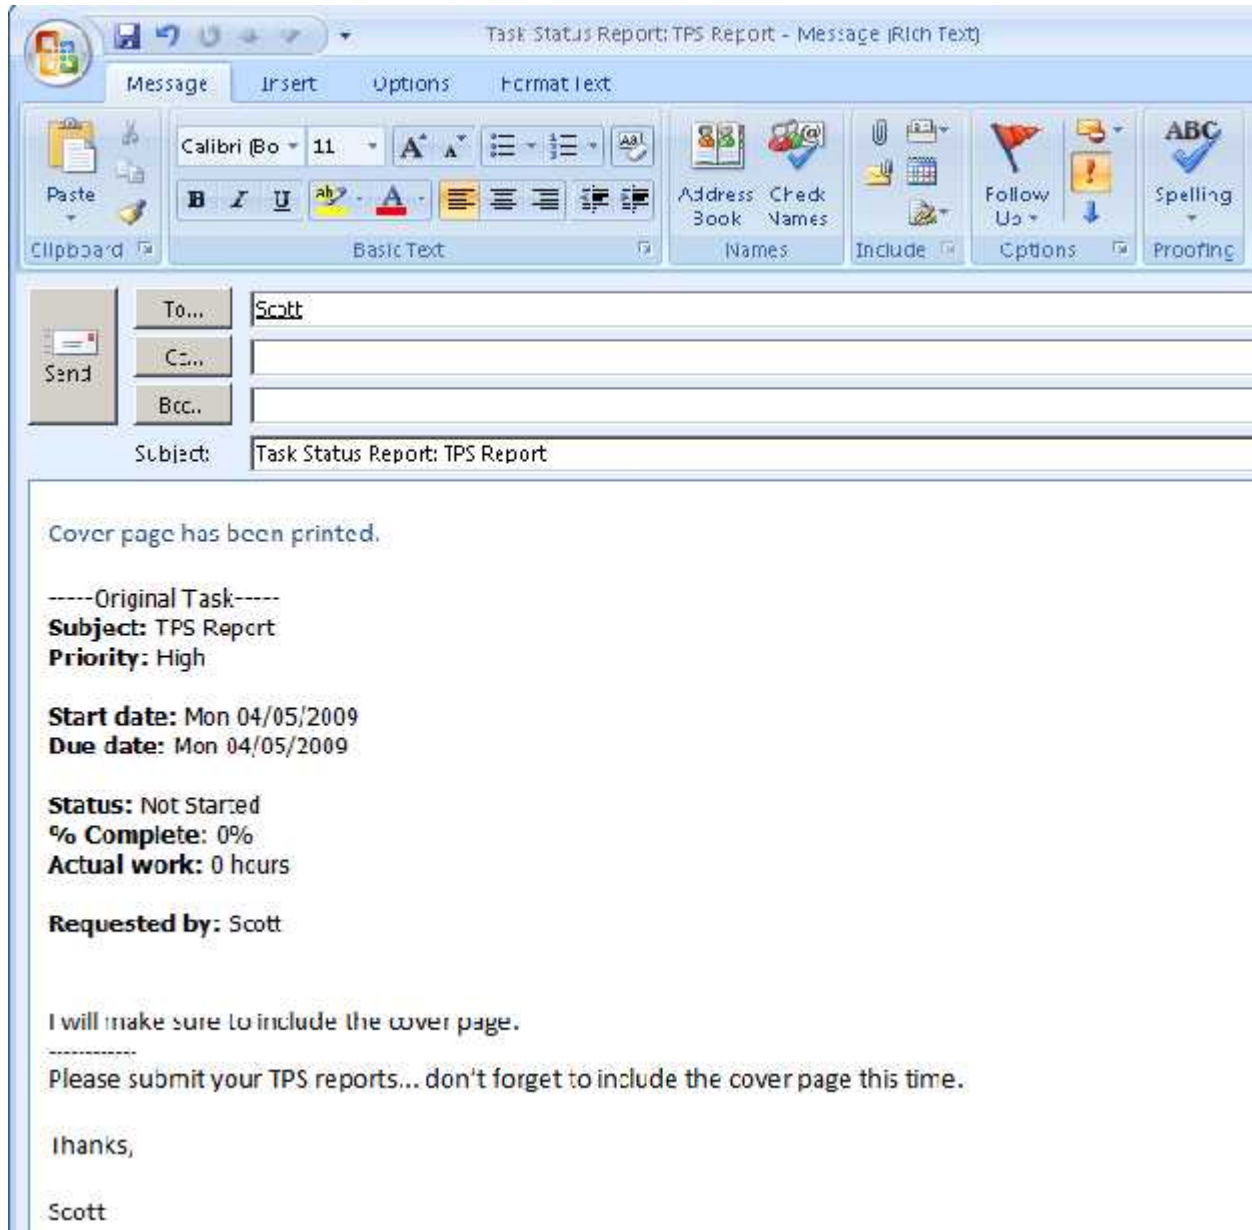 Task Status Report: TPS Report - Message (Rich Text)
Message Insert Options Format Text
Calibri (Bo 11 A A ABC
Paste B I U ab A Address Book Check Names Follow Up Spelling
Clipboard Basic Text Names Include Options Proofing
To... Scott
Send Cc...
Bcc..
Subject: Task Status Report: TPS Report
Cover page has been printed.
-----Original Task-----
Subject: TPS Report
Priority: High
Start date: Mon 04/05/2009
Due date: Mon 04/05/2009
Status: Not Started
% Complete: 0%
Actual work: 0 hours
Requested by: Scott
I will make sure to include the cover page.
------------
Please submit your TPS reports... don't forget to include the cover page this time.
Thanks,
Scott